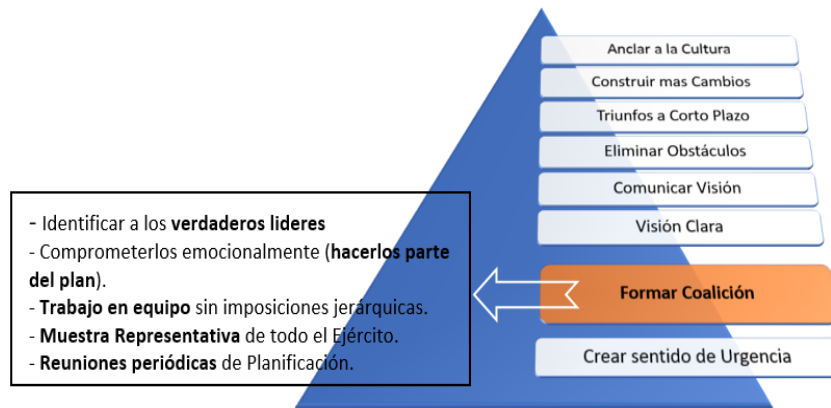 Anclar a la Cultura
Construir mas Cambios
Triunfos a Corto Plazo
Eliminar Obstáculos
Comunicar Visión
Visión Clara
Formar Coalición
Crear sentido de Urgencia
- Identificar a los verdaderos lideres
- Comprometerlos emocionalmente (hacerlos parte
del plan).
- Trabajo en equipo sin imposiciones jerárquicas.
- Muestra Representativa de todo el Ejército.
- Reuniones periódicas de Planificación.